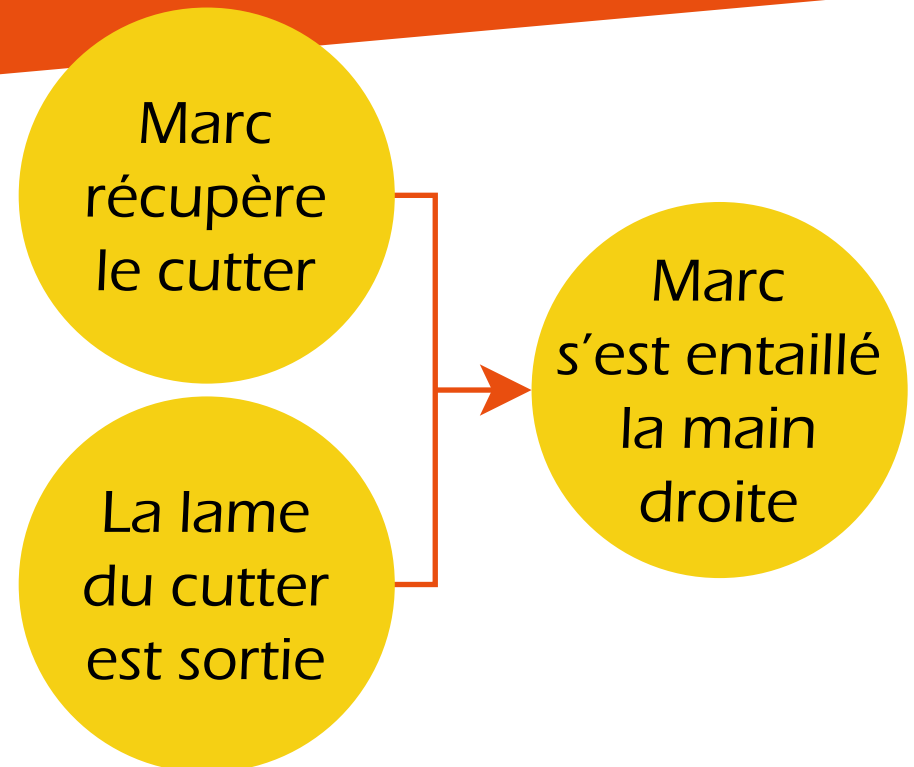 Marc
récupère
le cutter
La lame
du cutter
est sortie
Marc
s’est entaillé
la main
droite